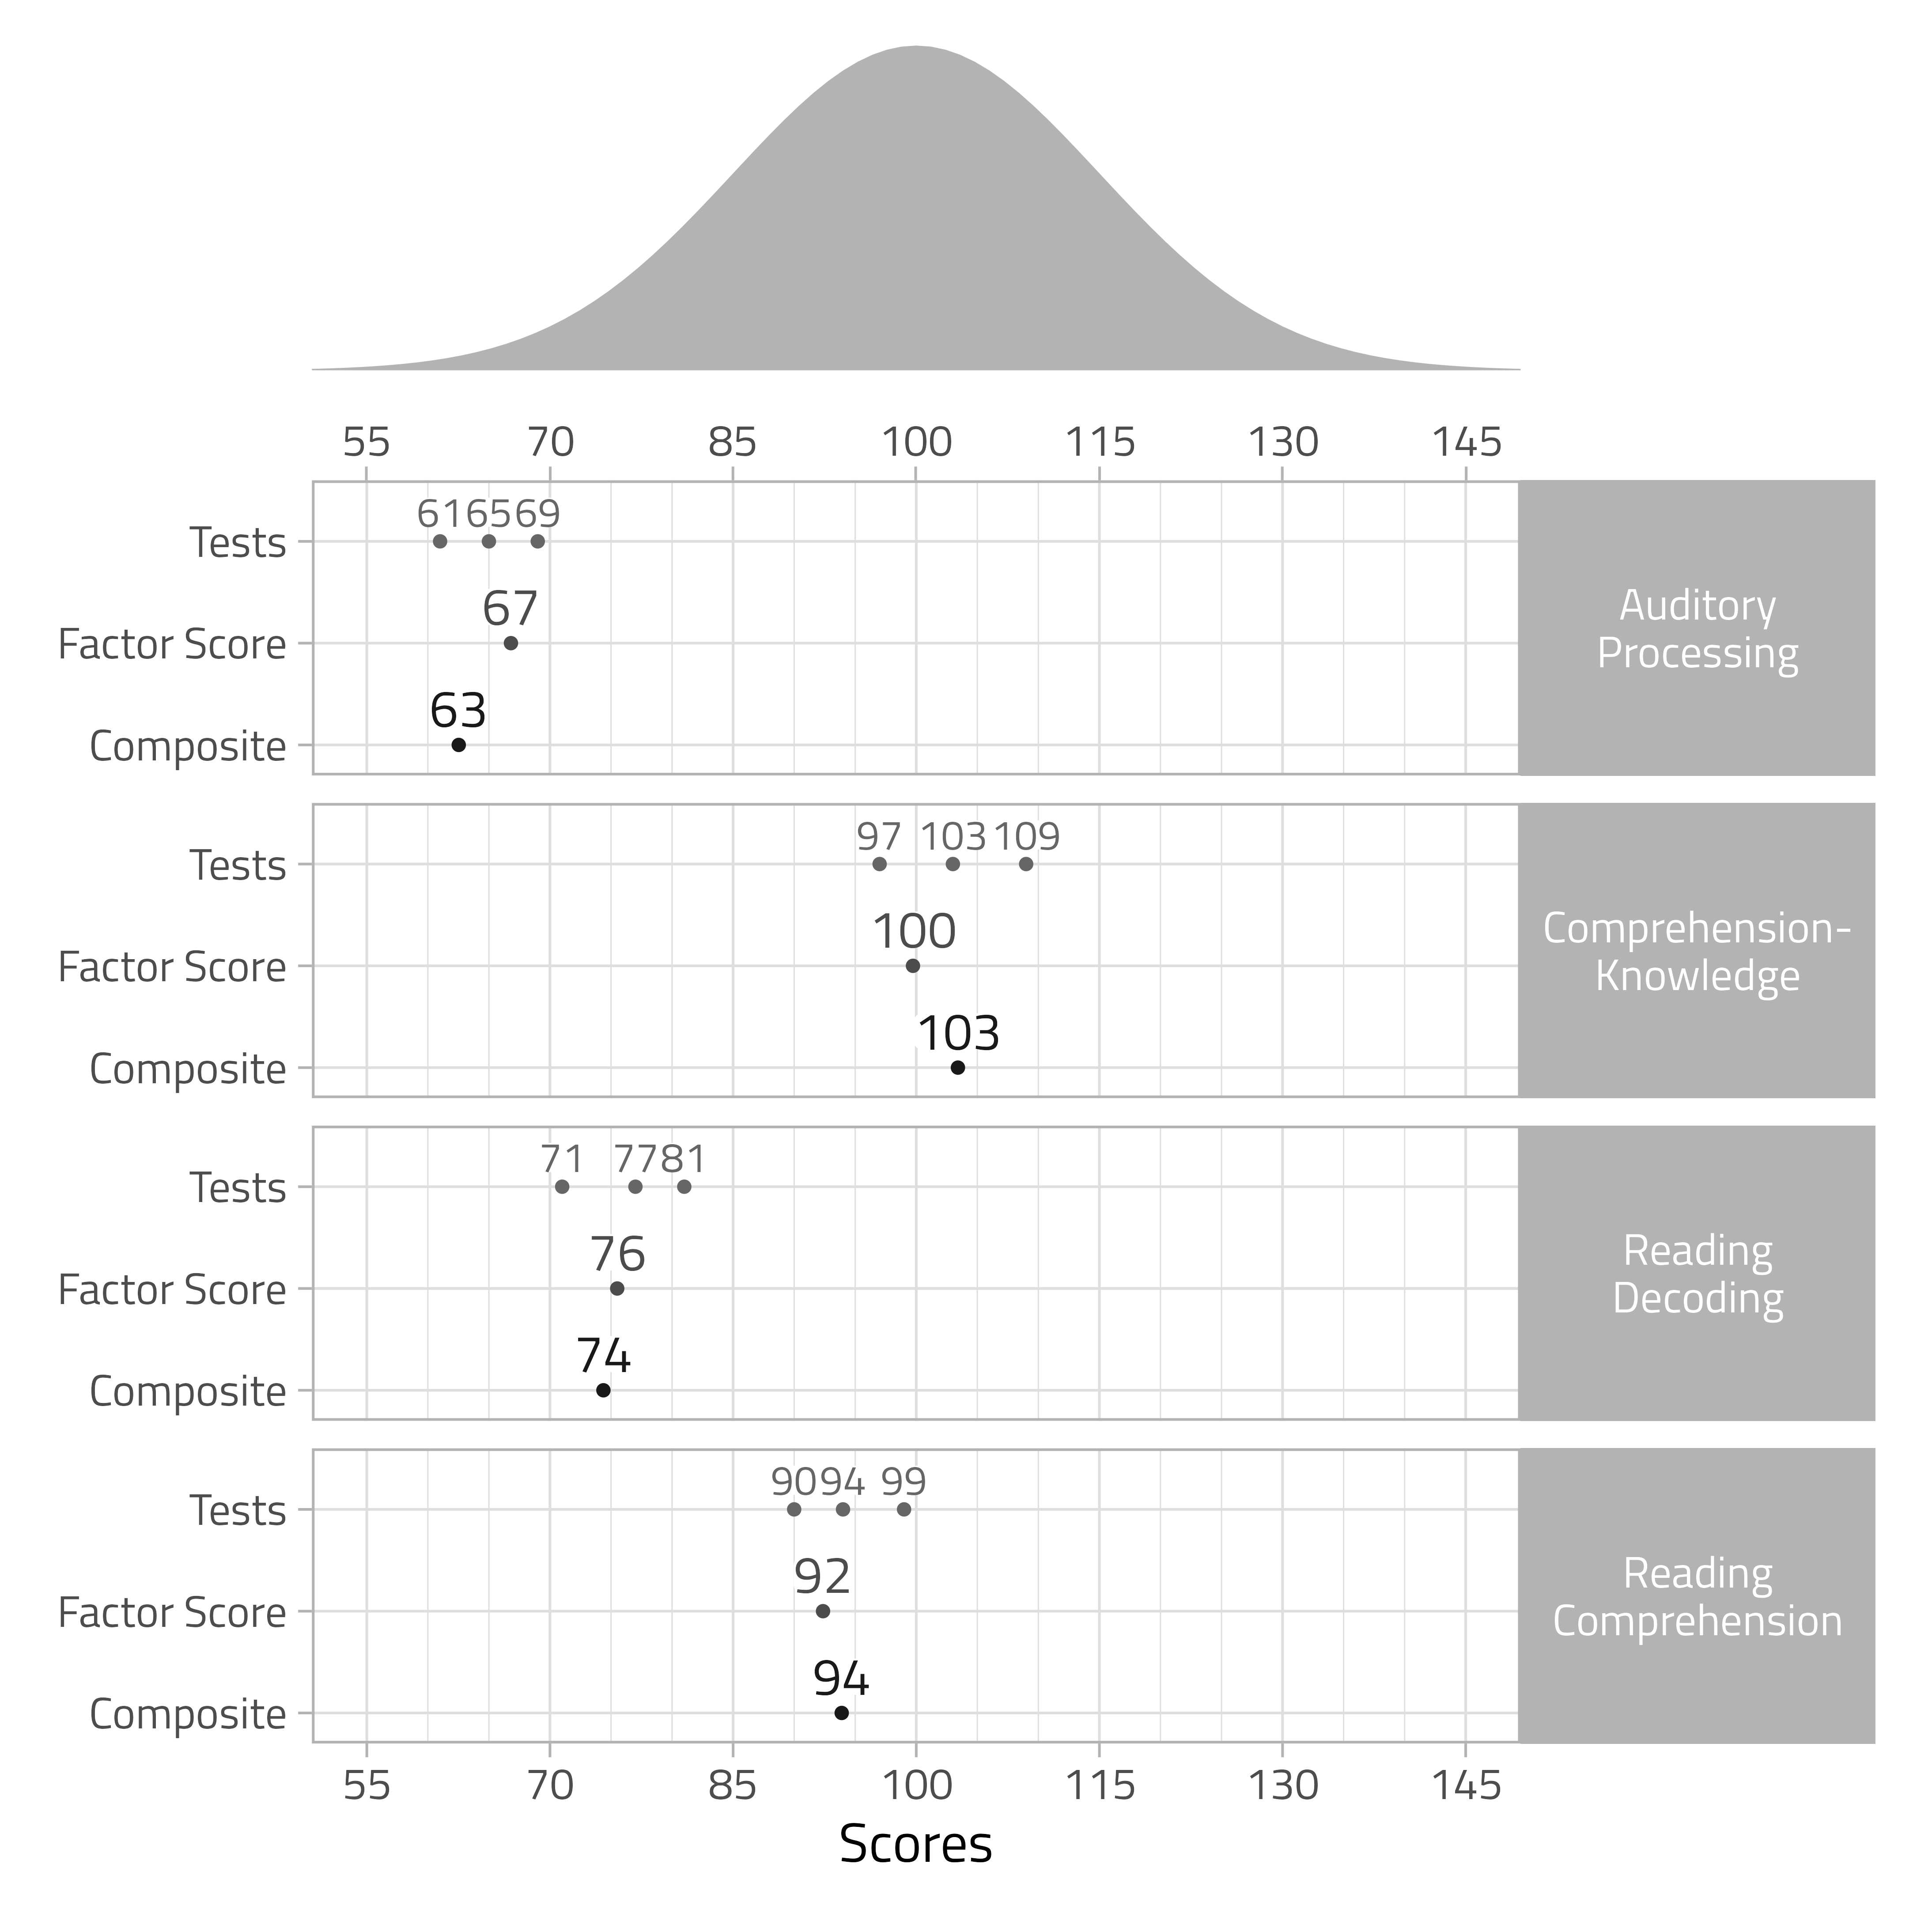 55 70 85 100 115 130 145
Tests 61 65 69
Factor Score 67
Composite 63
Auditory
Processing
Tests 97 103 109
Factor Score 100
Composite 103
Comprehension-
Knowledge
Tests 71 77 81
Factor Score 76
Composite 74
Reading
Decoding
Tests 90 94 99
Factor Score 92
Composite 94
Reading
Comprehension
55 70 85 100 115 130 145
Scores